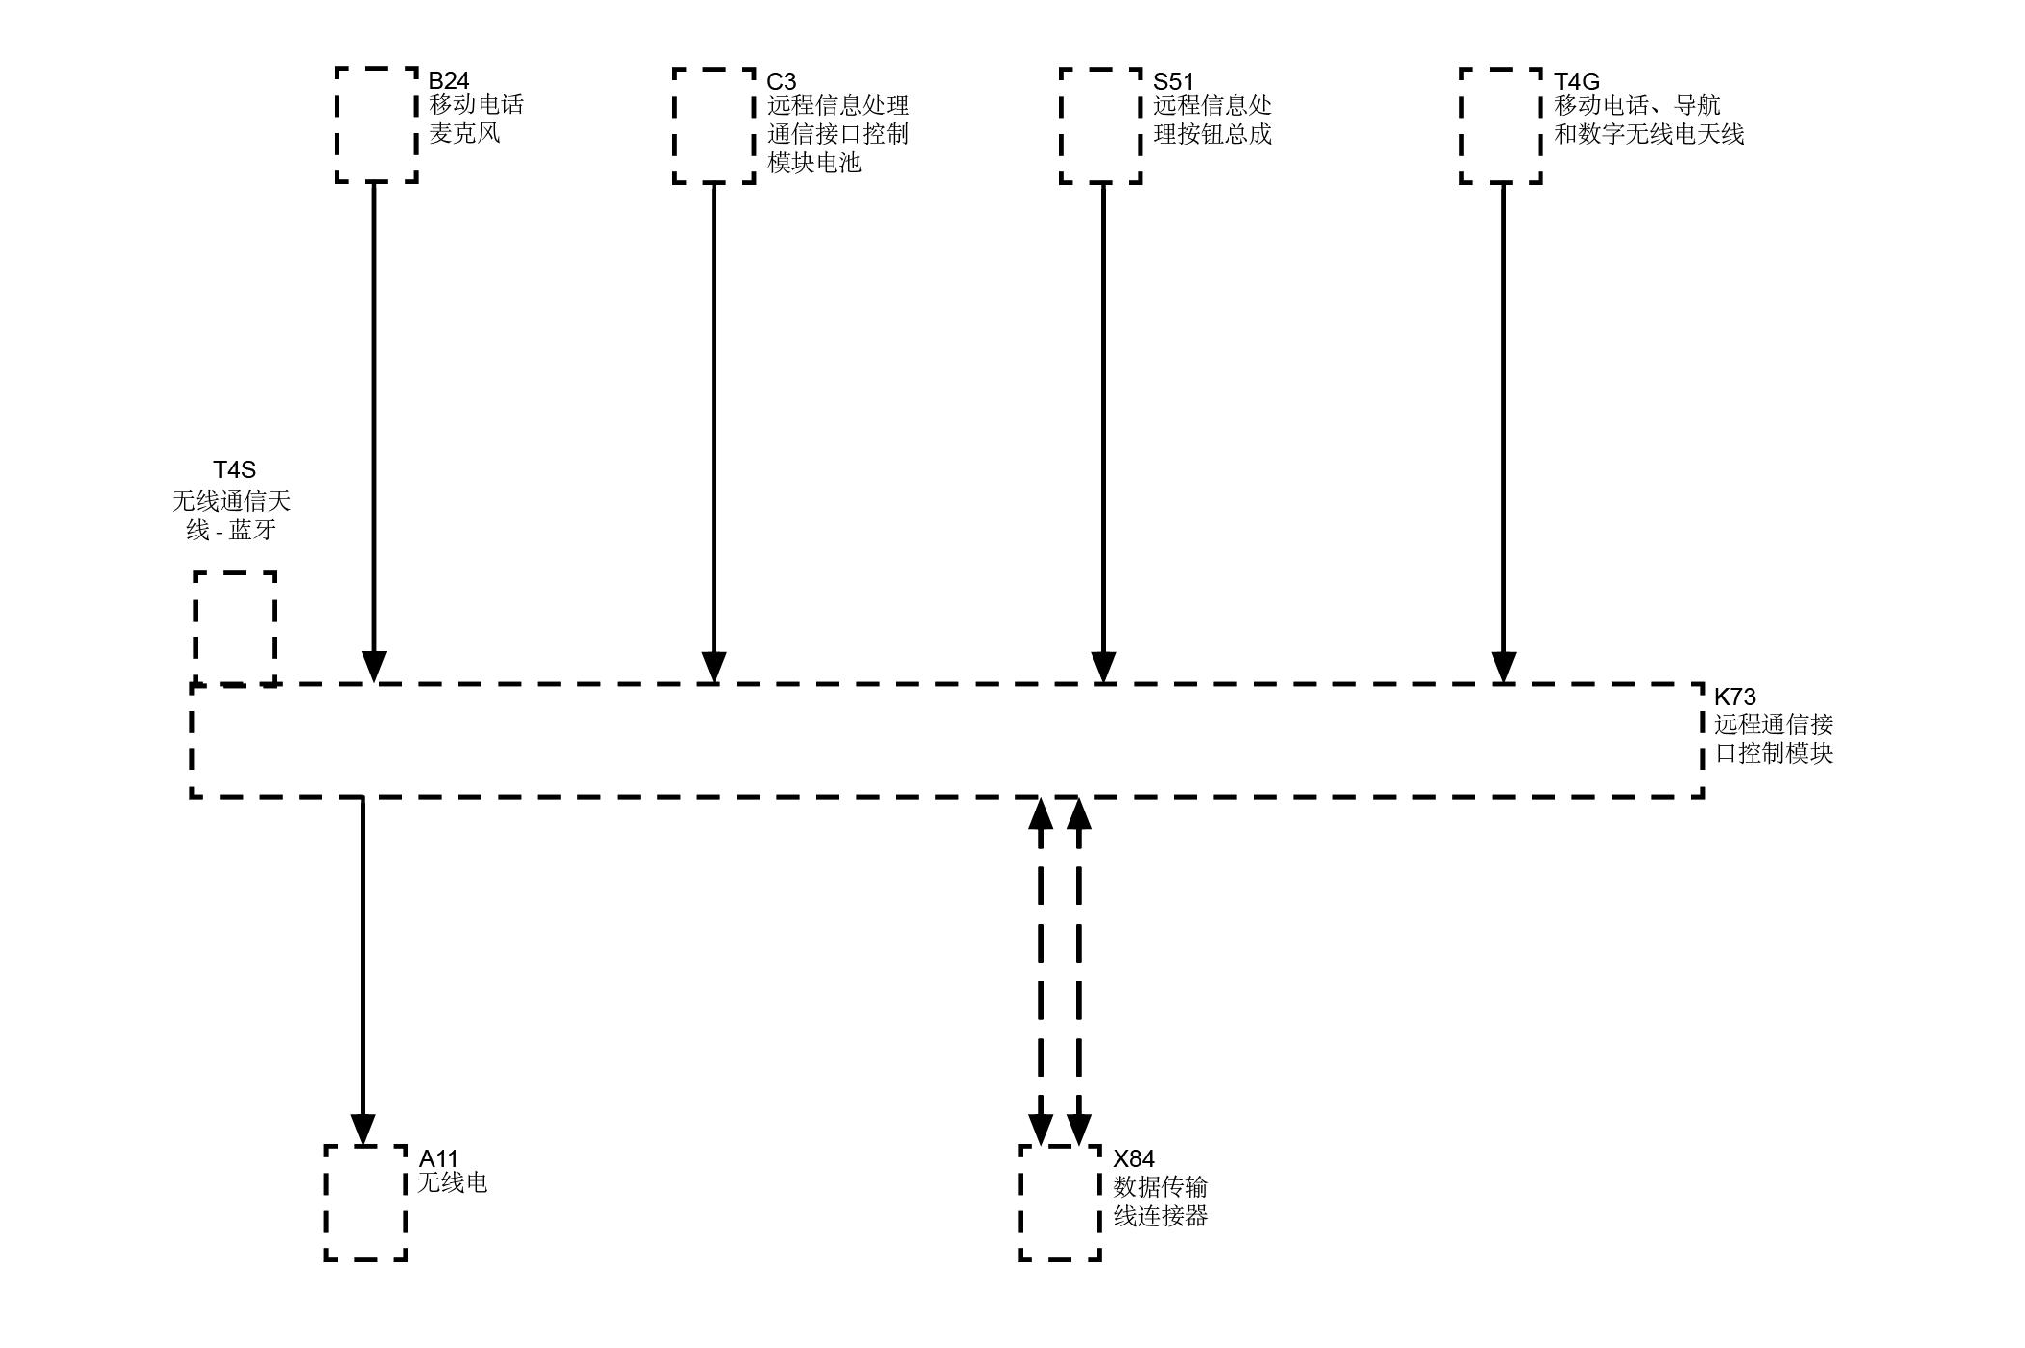 B24
移动电话
麦克风
C3
远程信息处理
通信接口控制
模块电池
S51
远程信息处
理按钮总成
T4G
移动电话、导航
和数字无线电天线
T4S
无线通信天
线 - 蓝牙
K73
远程通信接
口控制模块
A11
无线电
X84
数据传输
线连接器